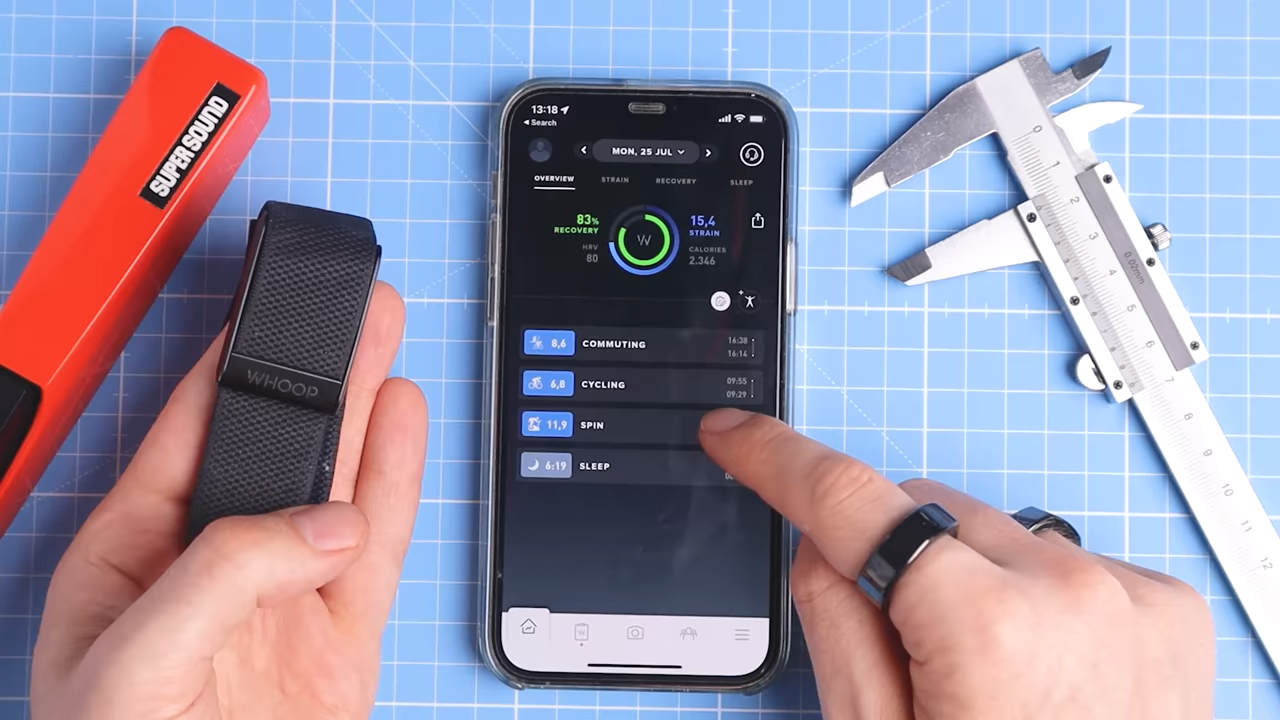 SUPER SOUND
WHOOP
13:18
Search
MON, 25 JUL
OVERVIEW
STRAIN
RECOVERY
SLEEP
83%
RECOVERY
HRV
80
W
15,4
STRAIN
CALORIES
2.346
8,6 COMMUTING 16:38
16:14
6,8 CYCLING 09:55
09:29
11,9 SPIN
6:19 SLEEP
0
1
2
3
4
5
6
7
8
9
10
11
12
0.02mm